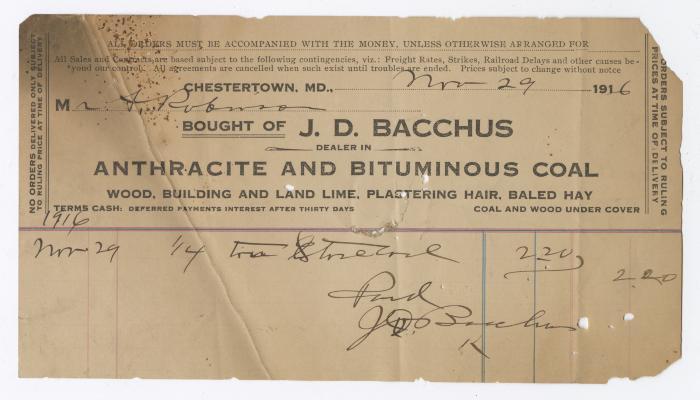 ALL ORDERS MUST BE ACCOMPANIED WITH THE MONEY, UNLESS OTHERWISE ARRANGED FOR
All Sales and Contracts are based subject to the following contingencies, viz.: Freight Rates, Strikes, Railroad Delays and other causes be-
yond our control. All agreements are cancelled when such exist until troubles are ended. Prices subject to change without notice
NO ORDERS DELIVERED ONLY SUBJECT
TO RULING PRICE AT TIME OF DELIVERY
CHESTERTOWN, MD., Nov 29 1916
Mr Robinson
BOUGHT OF J. D. BACCHUS
DEALER IN
ANTHRACITE AND BITUMINOUS COAL
WOOD, BUILDING AND LAND LIME, PLASTERING HAIR, BALED HAY
TERMS CASH: DEFERRED PAYMENTS INTEREST AFTER THIRTY DAYS COAL AND WOOD UNDER COVER
ORDERS SUBJECT TO RULING
PRICES AT TIME OF DELIVERY
1916
Nov 29 1/4 ton Stove Coal 2.20 2.20
Paid
J.D. Bacchus
K